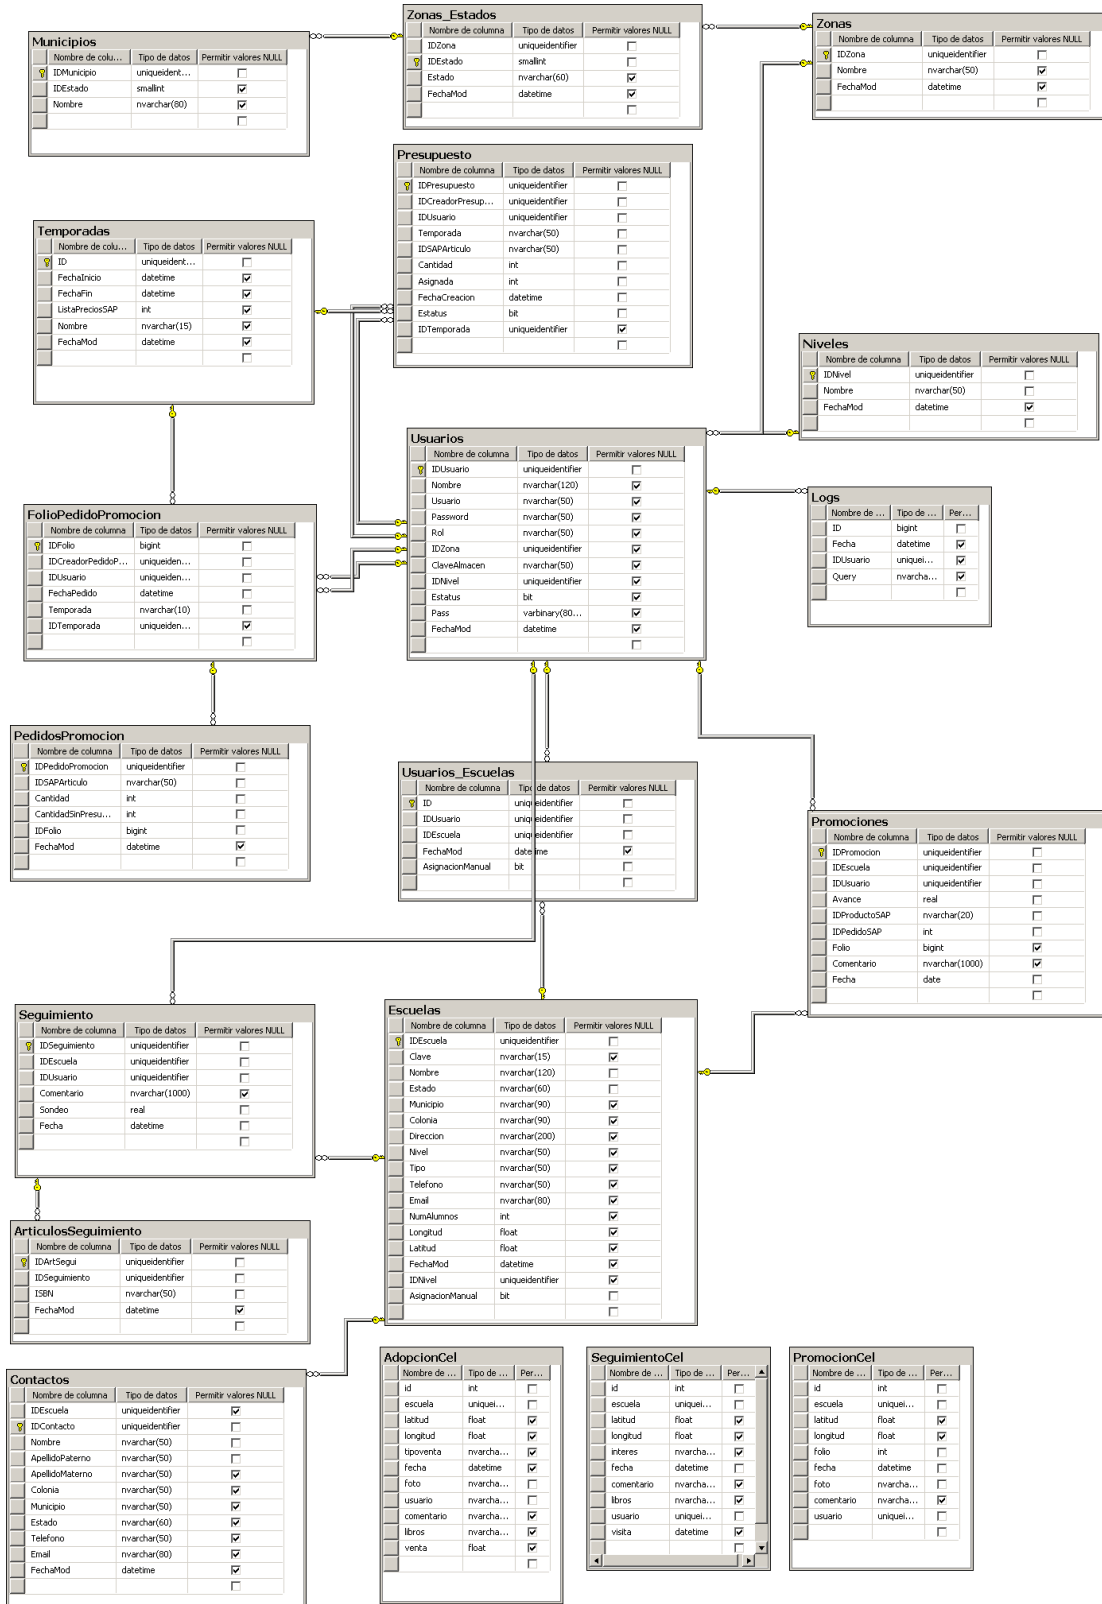 Municipios
Nombre de colu... Tipo de datos Permitir valores NULL
IDMunicipio uniqueident...
IDEstado smallint
Nombre nvarchar(80)
Zonas_Estados
Nombre de columna Tipo de datos Permitir valores NULL
IDZona uniqueidentifier
IDEstado smallint
Estado nvarchar(60)
FechaMod datetime
Zonas
Nombre de columna Tipo de datos Permitir valores NULL
IDZona uniqueidentifier
Nombre nvarchar(50)
FechaMod datetime
Presupuesto
Nombre de columna Tipo de datos Permitir valores NULL
IDPresupuesto uniqueidentifier
IDCreadorPresup... uniqueidentifier
IDUsuario uniqueidentifier
Temporada nvarchar(50)
IDSAPArticulo nvarchar(50)
Cantidad int
Asignada int
FechaCreacion datetime
Estatus bit
IDTemporada uniqueidentifier
Temporadas
Nombre de colu... Tipo de datos Permitir valores NULL
ID uniqueident...
FechaInicio datetime
FechaFin datetime
ListaPreciosSAP int
Nombre nvarchar(15)
FechaMod datetime
Niveles
Nombre de columna Tipo de datos Permitir valores NULL
IDNivel uniqueidentifier
Nombre nvarchar(50)
FechaMod datetime
Usuarios
Nombre de columna Tipo de datos Permitir valores NULL
IDUsuario uniqueidentifier
Nombre nvarchar(120)
Usuario nvarchar(50)
Password nvarchar(50)
Rol nvarchar(50)
IDZona uniqueidentifier
ClaveAlmacen nvarchar(50)
IDNivel uniqueidentifier
Estatus bit
Pass varbinary(80...
FechaMod datetime
Logs
Nombre de ... Tipo de ... Per...
ID bigint
Fecha datetime
IDUsuario uniquei...
Query nvarcha...
FolioPedidoPromocion
Nombre de columna Tipo de datos Permitir valores NULL
IDFolio bigint
IDCreadorPedidoP... uniqueiden...
IDUsuario uniqueiden...
FechaPedido datetime
Temporada nvarchar(10)
IDTemporada uniqueiden...
PedidosPromocion
Nombre de columna Tipo de datos Permitir valores NULL
IDPedidoPromocion uniqueidentifier
IDSAPArticulo nvarchar(50)
Cantidad int
CantidadSinPresu... int
IDFolio bigint
FechaMod datetime
Usuarios_Escuelas
Nombre de columna Tipo de datos Permitir valores NULL
ID uniqueidentifier
IDUsuario uniqueidentifier
IDEscuela uniqueidentifier
FechaMod datetime
AsignacionManual bit
Promociones
Nombre de columna Tipo de datos Permitir valores NULL
IDPromocion uniqueidentifier
IDEscuela uniqueidentifier
IDUsuario uniqueidentifier
Avance real
IDProductoSAP nvarchar(20)
IDPedidoSAP int
Folio bigint
Comentario nvarchar(1000)
Fecha date
Seguimiento
Nombre de columna Tipo de datos Permitir valores NULL
IDSeguimiento uniqueidentifier
IDEscuela uniqueidentifier
IDUsuario uniqueidentifier
Comentario nvarchar(1000)
Sondeo real
Fecha datetime
Escuelas
Nombre de columna Tipo de datos Permitir valores NULL
IDEscuela uniqueidentifier
Clave nvarchar(15)
Nombre nvarchar(120)
Estado nvarchar(60)
Municipio nvarchar(90)
Colonia nvarchar(90)
Direccion nvarchar(200)
Nivel nvarchar(50)
Tipo nvarchar(50)
Telefono nvarchar(50)
Email nvarchar(80)
NumAlumnos int
Longitud float
Latitud float
FechaMod datetime
IDNivel uniqueidentifier
AsignacionManual bit
ArticulosSeguimiento
Nombre de columna Tipo de datos Permitir valores NULL
IDArtSegui uniqueidentifier
IDSeguimiento uniqueidentifier
ISBN nvarchar(50)
FechaMod datetime
Contactos
Nombre de columna Tipo de datos Permitir valores NULL
IDEscuela uniqueidentifier
IDContacto uniqueidentifier
Nombre nvarchar(50)
ApellidoPaterno nvarchar(50)
ApellidoMaterno nvarchar(50)
Colonia nvarchar(50)
Municipio nvarchar(50)
Estado nvarchar(60)
Telefono nvarchar(50)
Email nvarchar(80)
FechaMod datetime
AdopcionCel
Nombre de ... Tipo de ... Per...
id int
escuela uniquei...
latitud float
longitud float
tipoventa nvarcha...
fecha datetime
foto nvarcha...
usuario nvarcha...
comentario nvarcha...
libros nvarcha...
venta float
SeguimientoCel
Nombre de ... Tipo de ... Per...
id int
escuela uniquei...
latitud float
longitud float
interes nvarcha...
fecha datetime
comentario nvarcha...
libros nvarcha...
usuario uniquei...
visita datetime
PromocionCel
Nombre de ... Tipo de ... Per...
id int
escuela uniquei...
latitud float
longitud float
folio int
fecha datetime
foto nvarcha...
comentario nvarcha...
usuario uniquei...